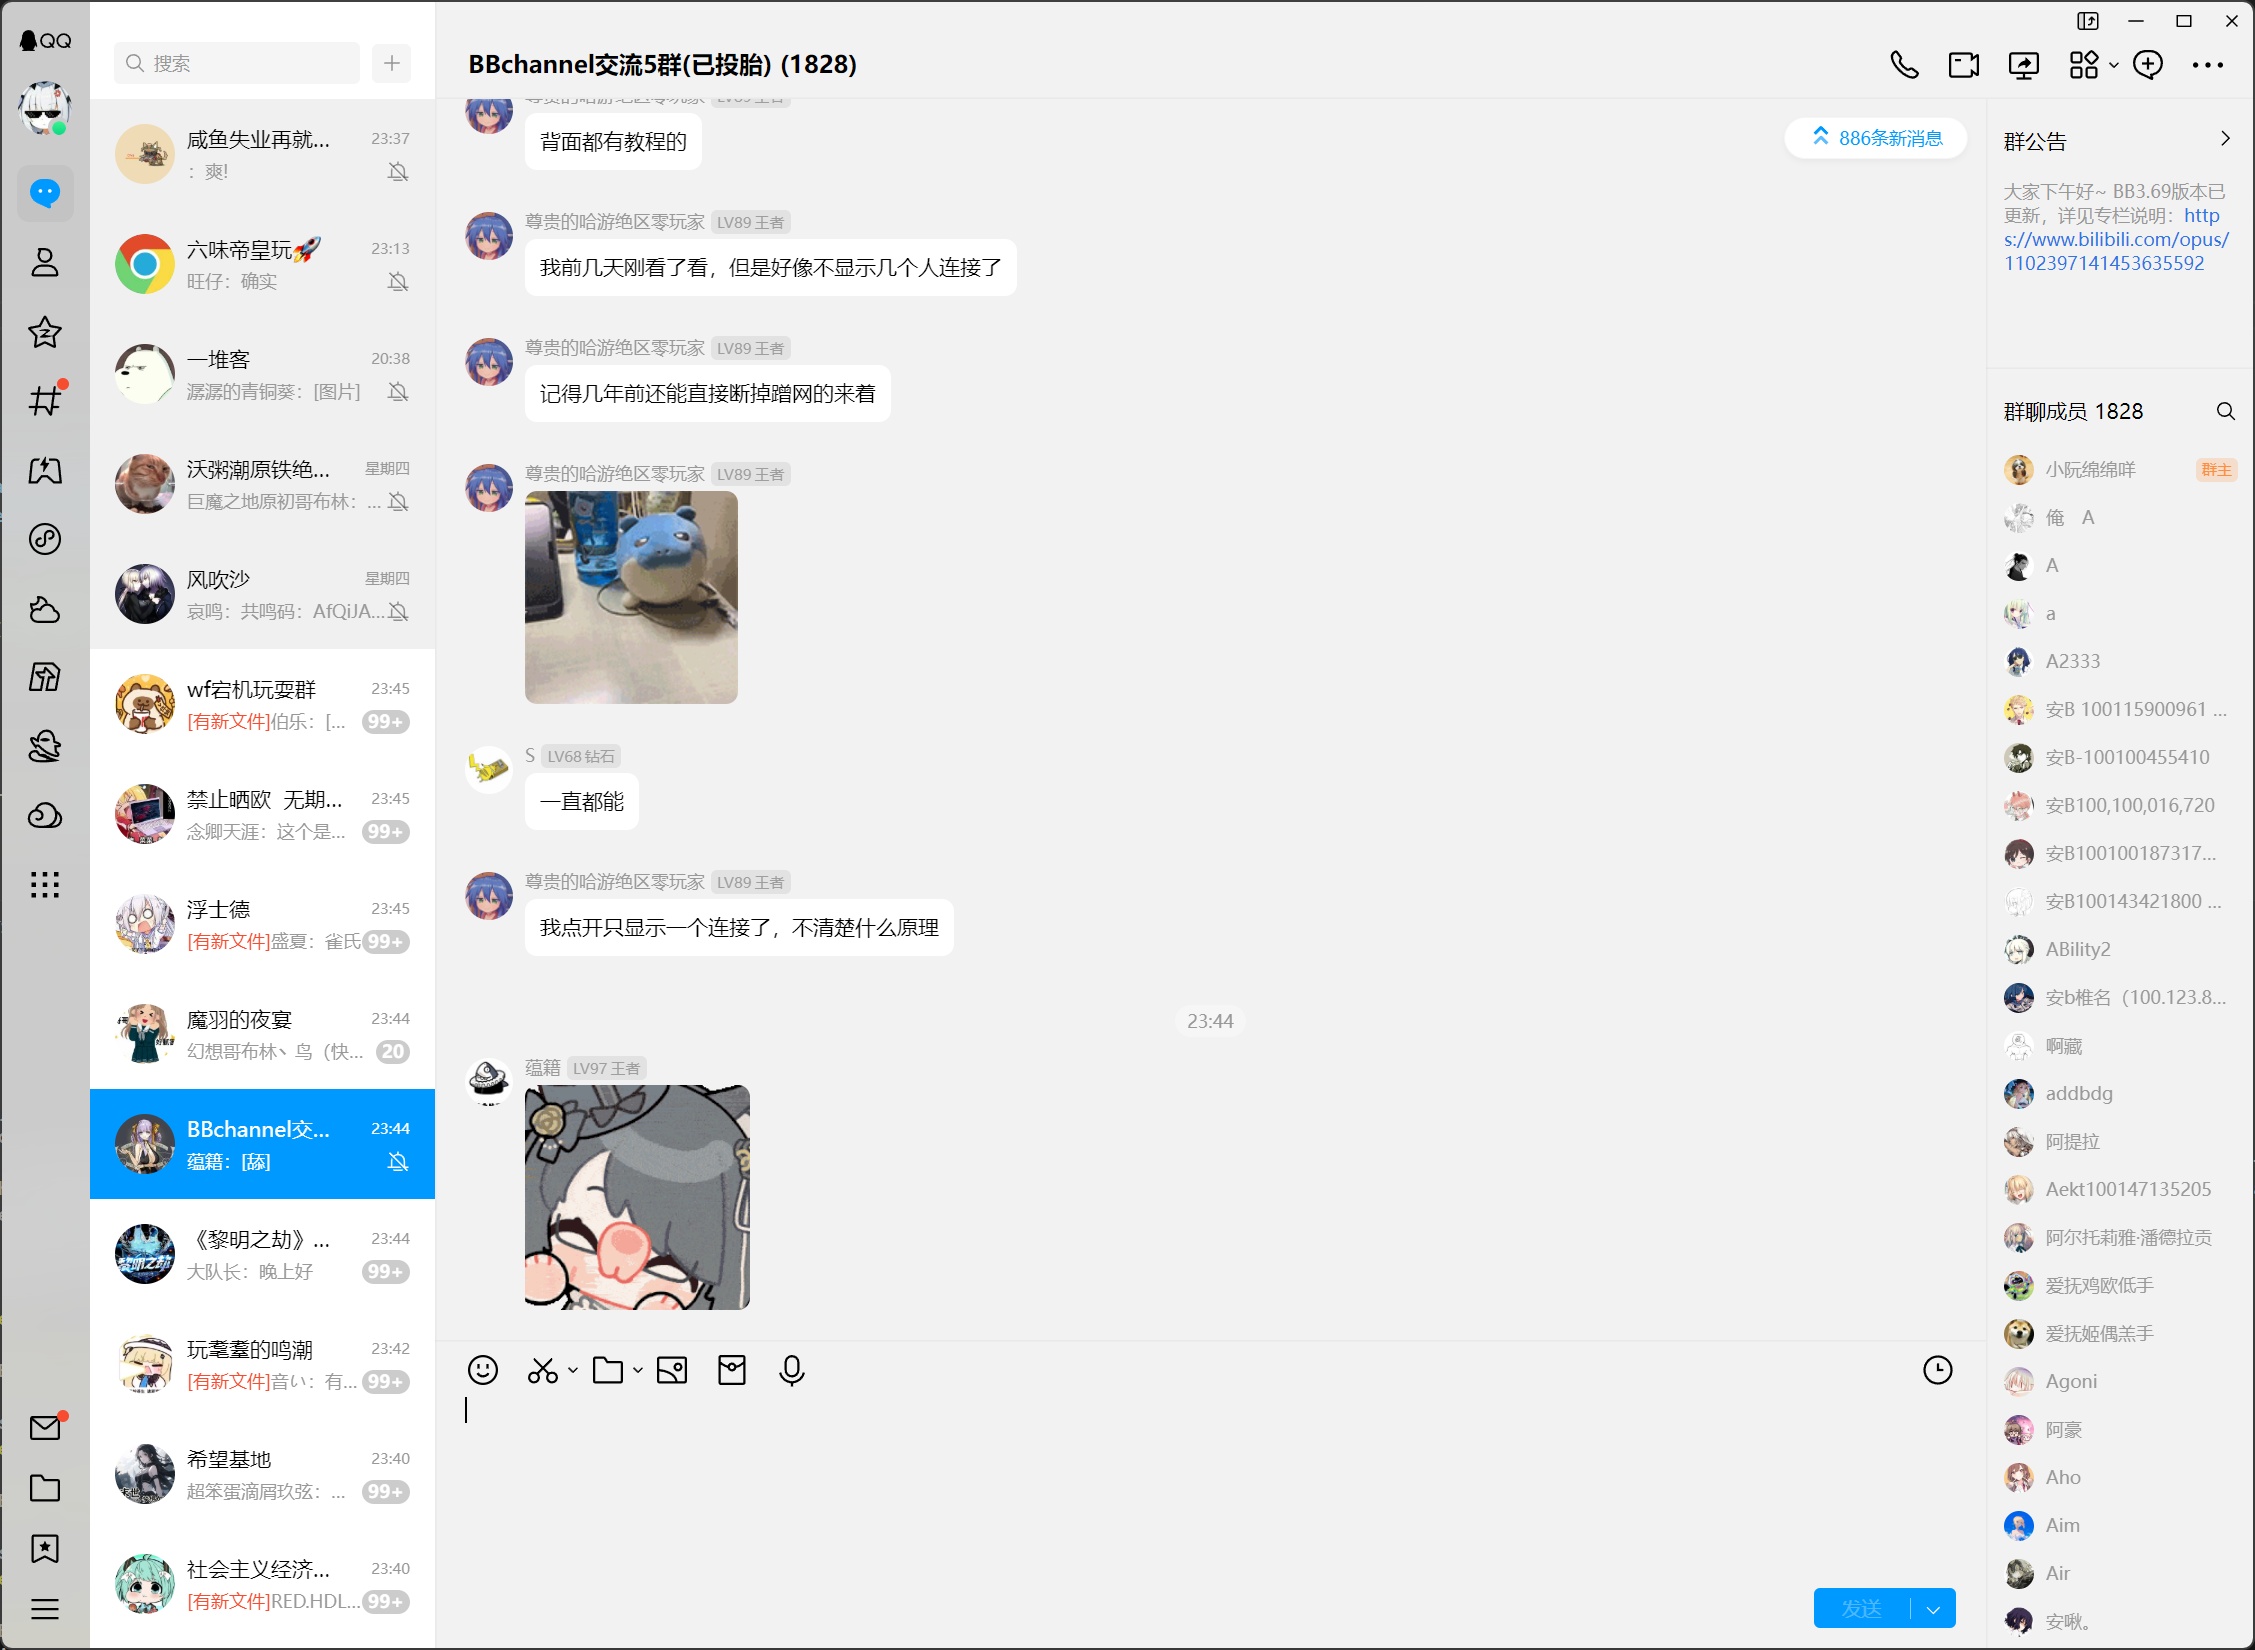 QQ
搜索
咸鱼失业再就...
23:37
：爽!
六味帝皇玩🚀
23:13
旺仔：确实
一堆客
20:38
潺潺的青铜葵：[图片]
沃粥潮原铁绝...
星期四
巨魔之地原初哥布林：...
风吹沙
星期四
哀鸣：共鸣码：AfQiJA...
wf宕机玩耍群
23:45
[有新文件]伯乐：[...
99+
禁止晒欧 无期...
23:45
念卿天涯：这个是...
99+
浮士德
23:45
[有新文件]盛夏：雀氏
99+
魔羽的夜宴
23:44
幻想哥布林丶鸟（快...
20
BBchannel交...
23:44
蕴籍：[舔]
《黎明之劫》...
23:44
大队长：晚上好
99+
玩耄耋的鸣潮
23:42
[有新文件]音い：有...
99+
希望基地
23:40
超笨蛋滴屑玖弦：...
99+
社会主义经济...
23:40
[有新文件]RED.HDL...
99+
BBchannel交流5群(已投胎) (1828)
尊贵的哈游绝区零玩家 LV89 王者
背面都有教程的
886条新消息
尊贵的哈游绝区零玩家 LV89 王者
我前几天刚看了看，但是好像不显示几个人连接了
尊贵的哈游绝区零玩家 LV89 王者
记得几年前还能直接断掉蹭网的来着
尊贵的哈游绝区零玩家 LV89 王者
S LV68 钻石
一直都能
尊贵的哈游绝区零玩家 LV89 王者
我点开只显示一个连接了，不清楚什么原理
23:44
蕴籍 LV97 王者
发送
群公告
大家下午好~ BB3.69版本已
更新，详见专栏说明：http
s://www.bilibili.com/opus/
1102397141453635592
群聊成员 1828
小阮绵绵咩
群主
俺 A
A
a
A2333
安B 100115900961 ...
安B-100100455410
安B100,100,016,720
安B100100187317...
安B100143421800 ...
ABility2
安b椎名（100.123.8...
啊藏
addbdg
阿提拉
Aekt100147135205
阿尔托莉雅·潘德拉贡
爱抚鸡欧低手
爱抚姬偶羔手
Agoni
阿豪
Aho
Aim
Air
安啾。